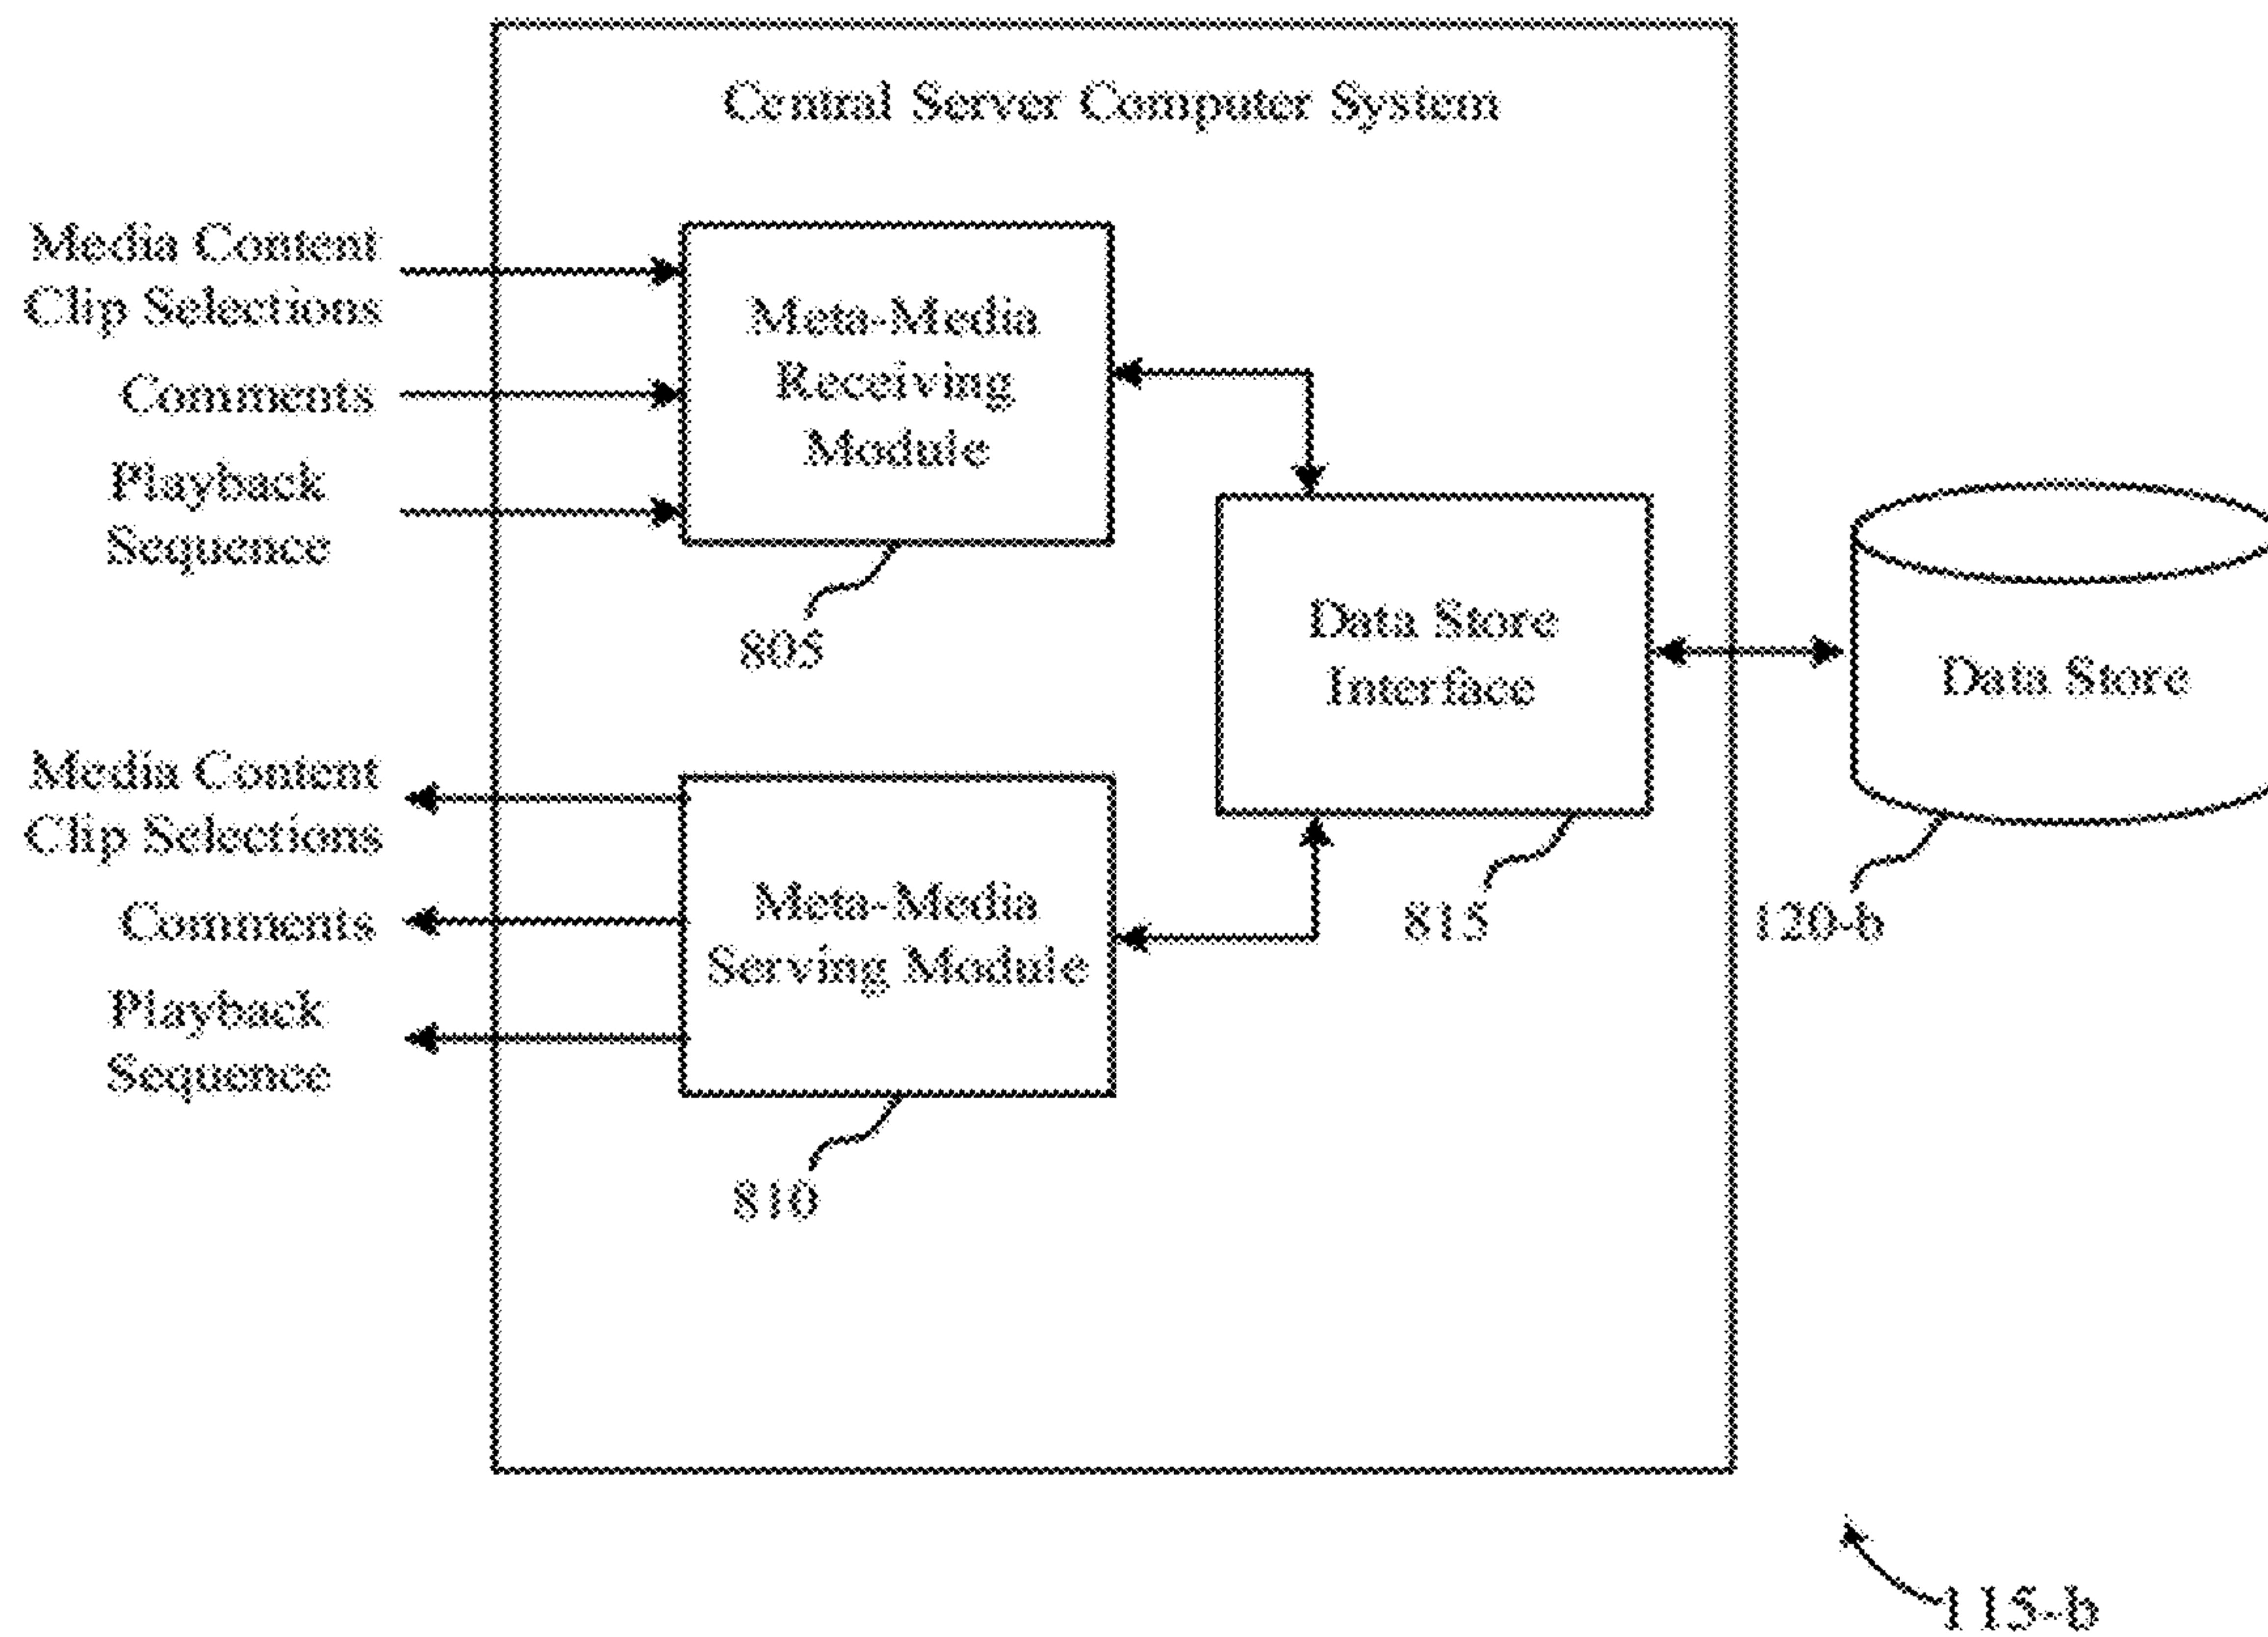 Central Server Computer System
Media Content
Clip Selections
Comments
Playback
Sequence
Meta-Media
Receiving
Module
805
Data Store
Interface
815
Data Store
120-b
Media Content
Clip Selections
Comments
Playback
Sequence
Meta-Media
Serving Module
810
115-b